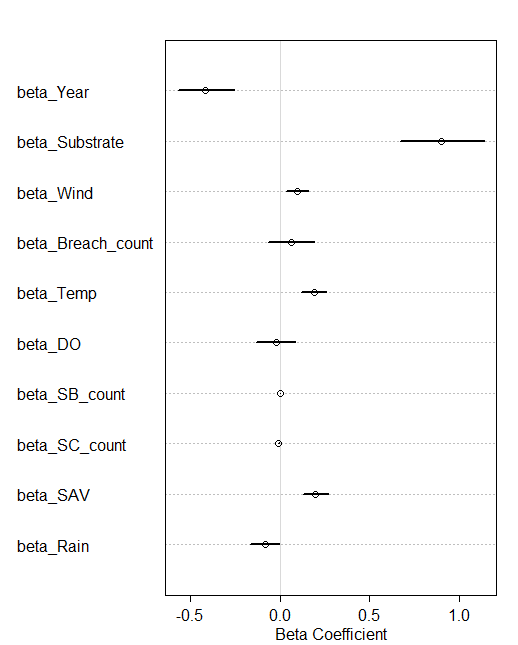 beta_Year
beta_Substrate
beta_Wind
beta_Breach_count
beta_Temp
beta_DO
beta_SB_count
beta_SC_count
beta_SAV
beta_Rain
-0.5 0.0 0.5 1.0
Beta Coefficient